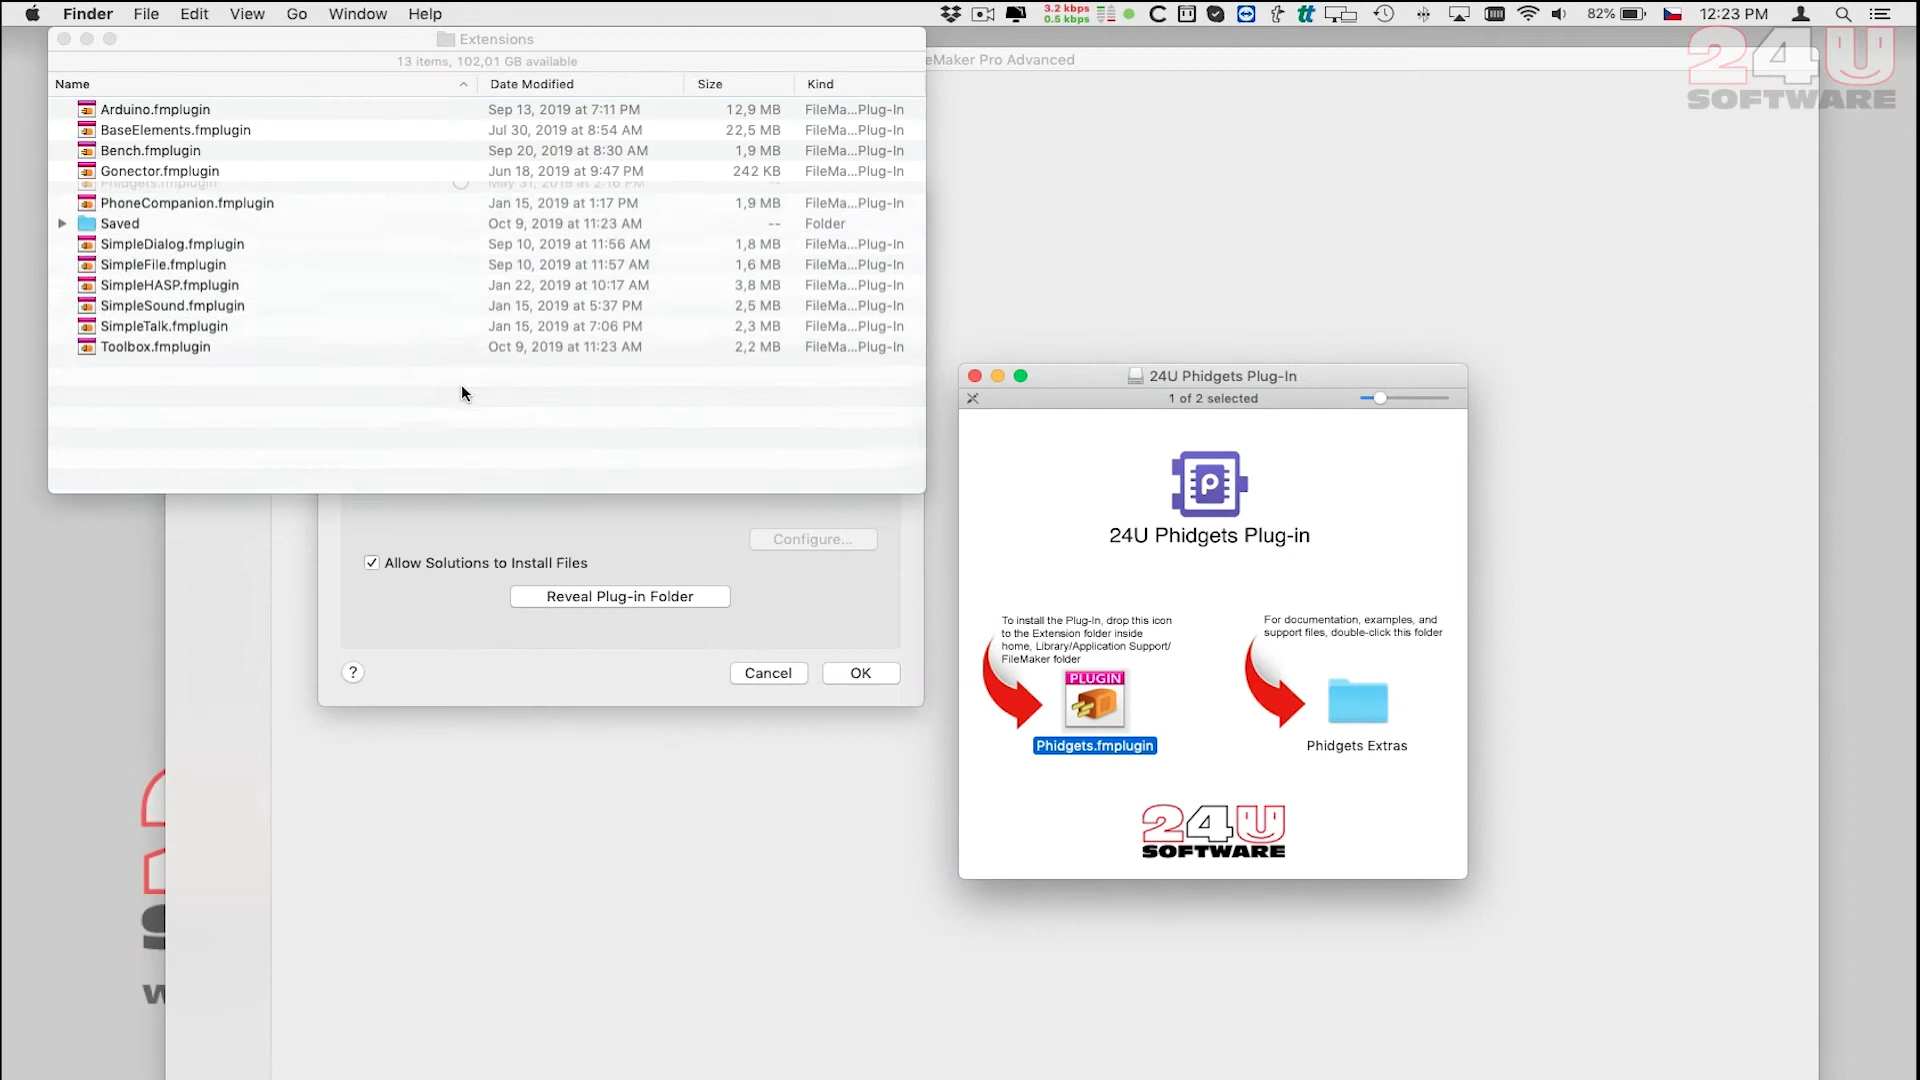 Finder File Edit View Go Window Help
3.2 kbps
0.5 kbps
82% 12:23 PM
Extensions
13 items, 102,01 GB available
eMaker Pro Advanced
24U
SOFTWARE
Name Date Modified Size Kind
Arduino.fmplugin Sep 13, 2019 at 7:11 PM 12,9 MB FileMa...Plug-In
BaseElements.fmplugin Jul 30, 2019 at 8:54 AM 22,5 MB FileMa...Plug-In
Bench.fmplugin Sep 20, 2019 at 8:30 AM 1,9 MB FileMa...Plug-In
Gonector.fmplugin Jun 18, 2019 at 9:47 PM 242 KB FileMa...Plug-In
Phidgets.fmplugin May 31, 2019 at 2:16 PM --
PhoneCompanion.fmplugin Jan 15, 2019 at 1:17 PM 1,9 MB FileMa...Plug-In
Saved Oct 9, 2019 at 11:23 AM -- Folder
SimpleDialog.fmplugin Sep 10, 2019 at 11:56 AM 1,8 MB FileMa...Plug-In
SimpleFile.fmplugin Sep 10, 2019 at 11:57 AM 1,6 MB FileMa...Plug-In
SimpleHASP.fmplugin Jan 22, 2019 at 10:17 AM 3,8 MB FileMa...Plug-In
SimpleSound.fmplugin Jan 15, 2019 at 5:37 PM 2,5 MB FileMa...Plug-In
SimpleTalk.fmplugin Jan 15, 2019 at 7:06 PM 2,3 MB FileMa...Plug-In
Toolbox.fmplugin Oct 9, 2019 at 11:23 AM 2,2 MB FileMa...Plug-In
Configure...
Allow Solutions to Install Files
Reveal Plug-in Folder
? Cancel OK
24U Phidgets Plug-In
1 of 2 selected
P
24U Phidgets Plug-in
To install the Plug-In, drop this icon
to the Extension folder inside
home, Library/Application Support/
FileMaker folder
PLUGIN
Phidgets.fmplugin
For documentation, examples, and
support files, double-click this folder
Phidgets Extras
24U
SOFTWARE